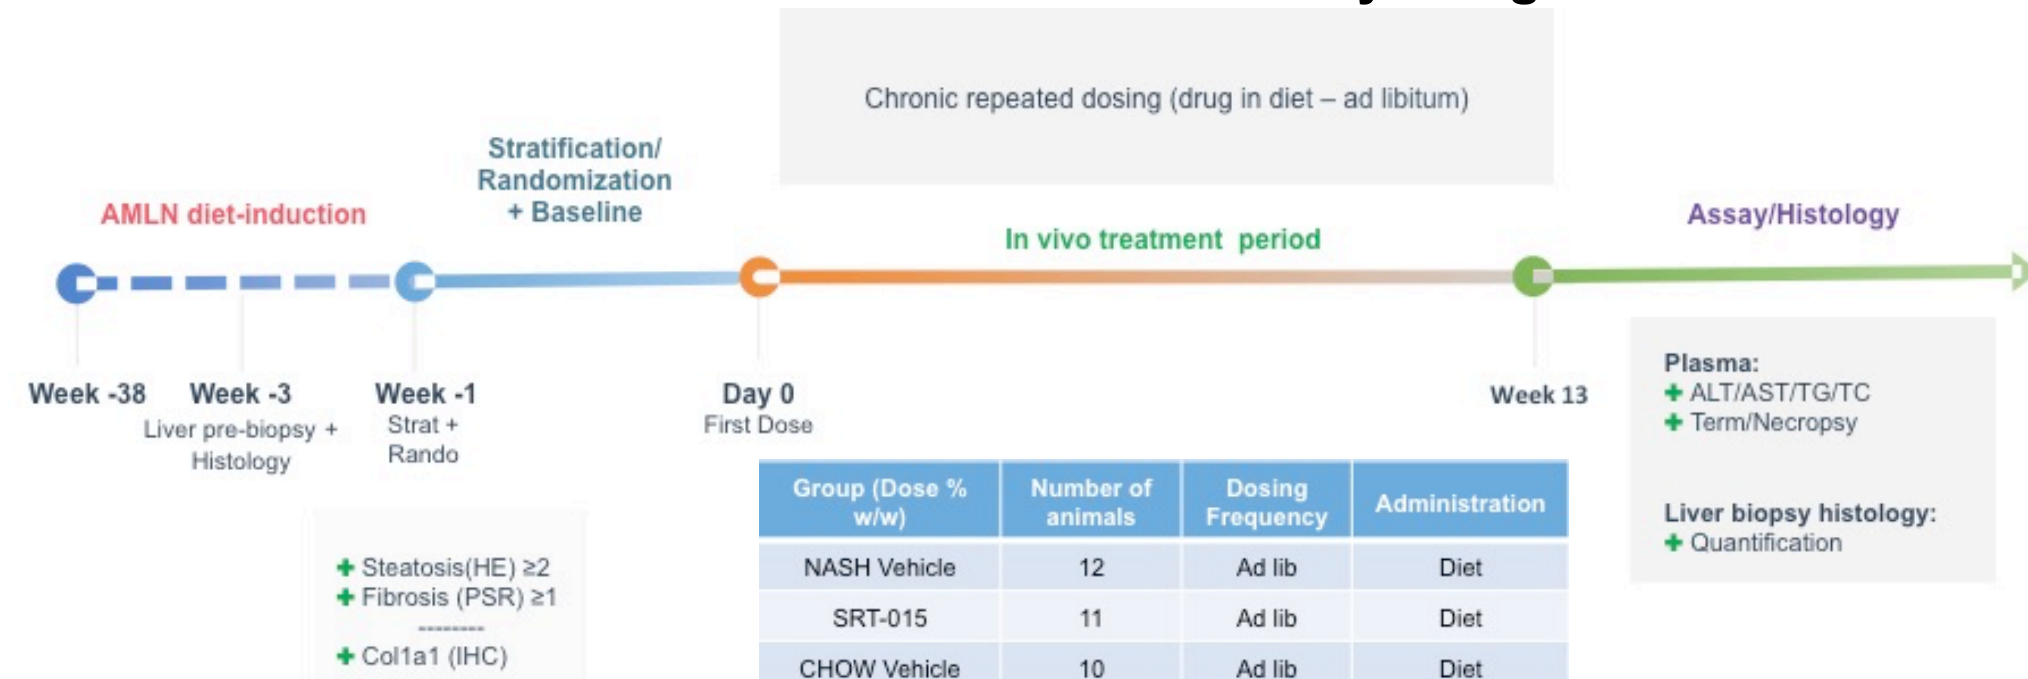 Chronic repeated dosing (drug in diet – ad libitum)
Stratification/
Randomization
+ Baseline
AMLN diet-induction
In vivo treatment period
Assay/Histology
Week -38
Week -3
Liver pre-biopsy +
Histology
Week -1
Strat +
Rando
Day 0
First Dose
Week 13
Plasma:
+ ALT/AST/TG/TC
+ Term/Necropsy
Liver biopsy histology:
+ Quantification
+ Steatosis(HE) ≥2
+ Fibrosis (PSR) ≥1
--------
+ Col1a1 (IHC)
Group (Dose % w/w) Number of animals Dosing Frequency Administration
NASH Vehicle 12 Ad lib Diet
SRT-015 11 Ad lib Diet
CHOW Vehicle 10 Ad lib Diet